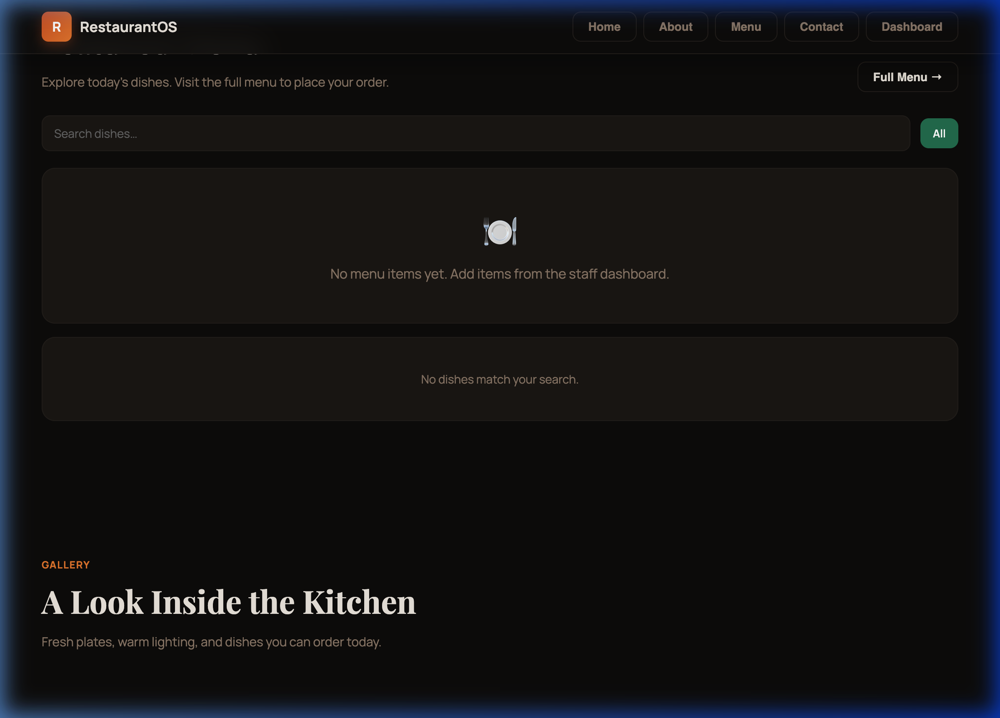 R
RestaurantOS
Home
About
Menu
Contact
Dashboard
Explore today's dishes. Visit the full menu to place your order.
Full Menu →
Search dishes...
All
No menu items yet. Add items from the staff dashboard.
No dishes match your search.
GALLERY
A Look Inside the Kitchen
Fresh plates, warm lighting, and dishes you can order today.